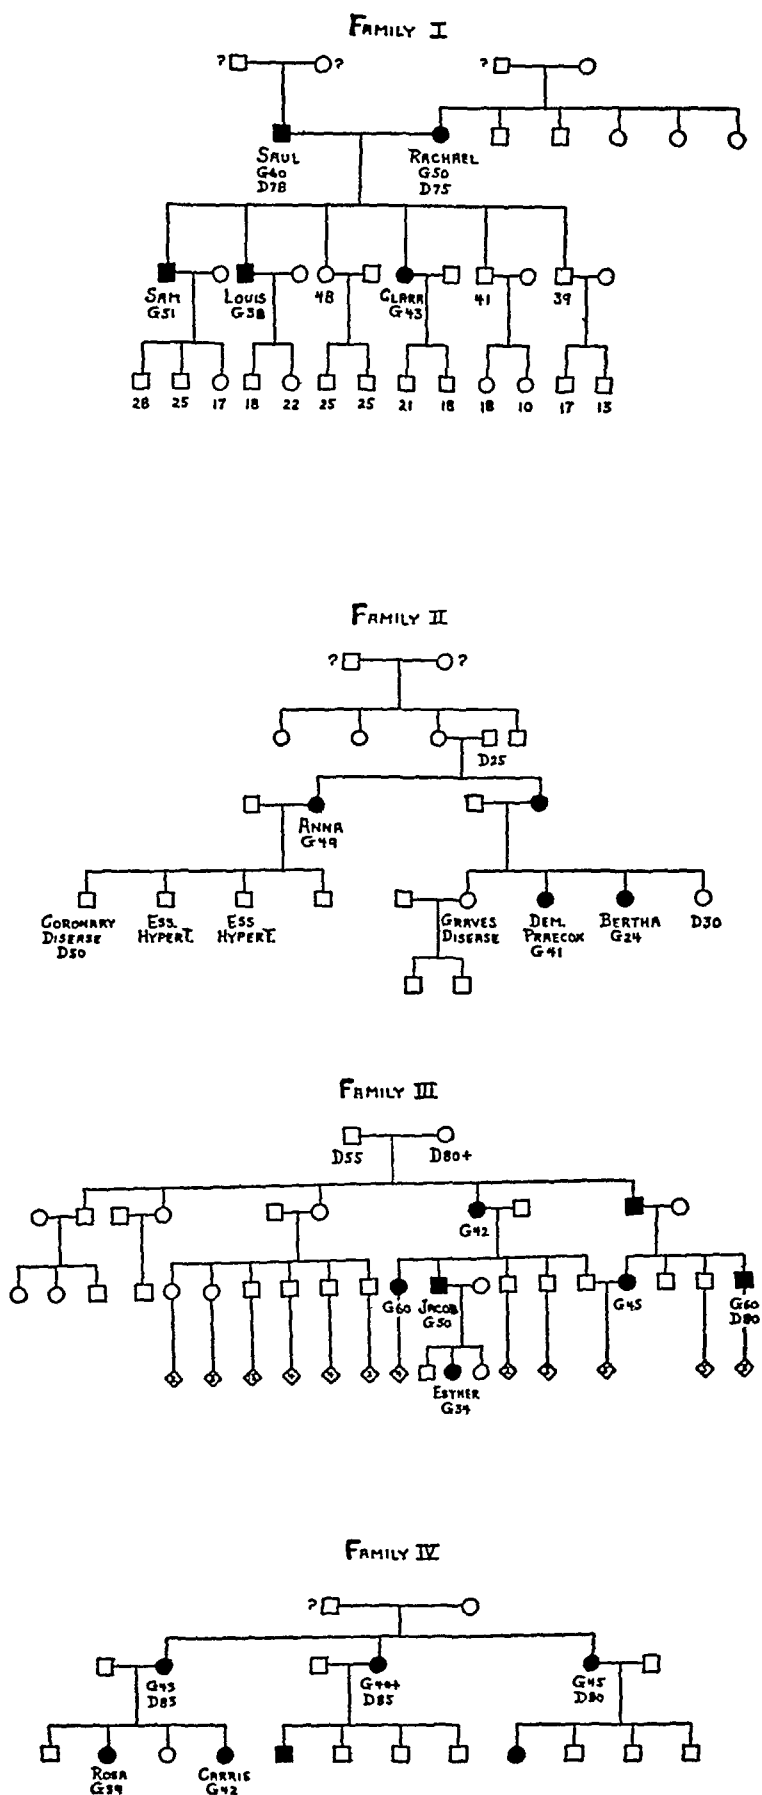 Family I
? ? ?
Saul
G40
D78
Rachael
G50
D75
Sam
G51
Louis
G38
48
Clara
G43
41
39
28 25 17 18 22 25 25 21 18 18 10 17 13
Family II
? ?
D25
Anna
G49
Coronary
Disease
D50
Ess.
Hypert.
Ess
Hypert.
Graves
Disease
Dem.
Praecox
G41
Bertha
G24
D30
Family III
D55 D80+
G42
G60
Jacob
G50
G45
G60
D80
Esther
G34
Family IV
?
G43
D83
G40+
D85
G45
D80
Rosa
G39
Carrie
G42